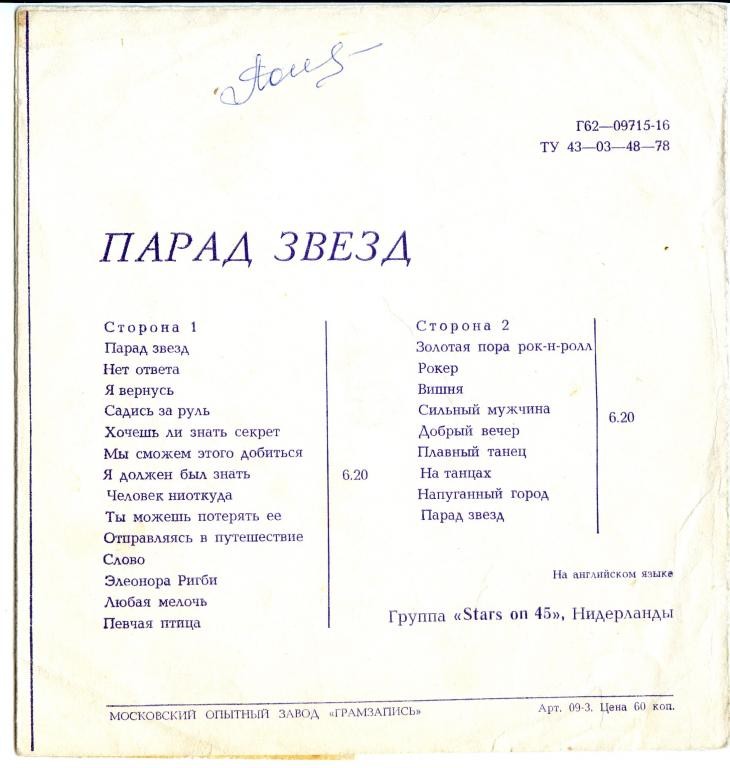 Г62—09715-16
ТУ 43—03—48—78
ПАРАД ЗВЕЗД
Сторона 1
Парад звезд
Нет ответа
Я вернусь
Садись за руль
Хочешь ли знать секрет
Мы сможем этого добиться
Я должен был знать
Человек ниоткуда
Ты можешь потерять ее
Отправляясь в путешествие
Слово
Элеонора Ригби
Любая мелочь
Певчая птица
6.20
Сторона 2
Золотая пора рок-н-ролл
Рокер
Вишня
Сильный мужчина
Добрый вечер
Плавный танец
На танцах
Напуганный город
Парад звезд
6.20
На английском языке
Группа «Stars on 45», Нидерланды
МОСКОВСКИЙ ОПЫТНЫЙ ЗАВОД «ГРАМЗАПИСЬ»
Арт. 09-3. Цена 60 коп.